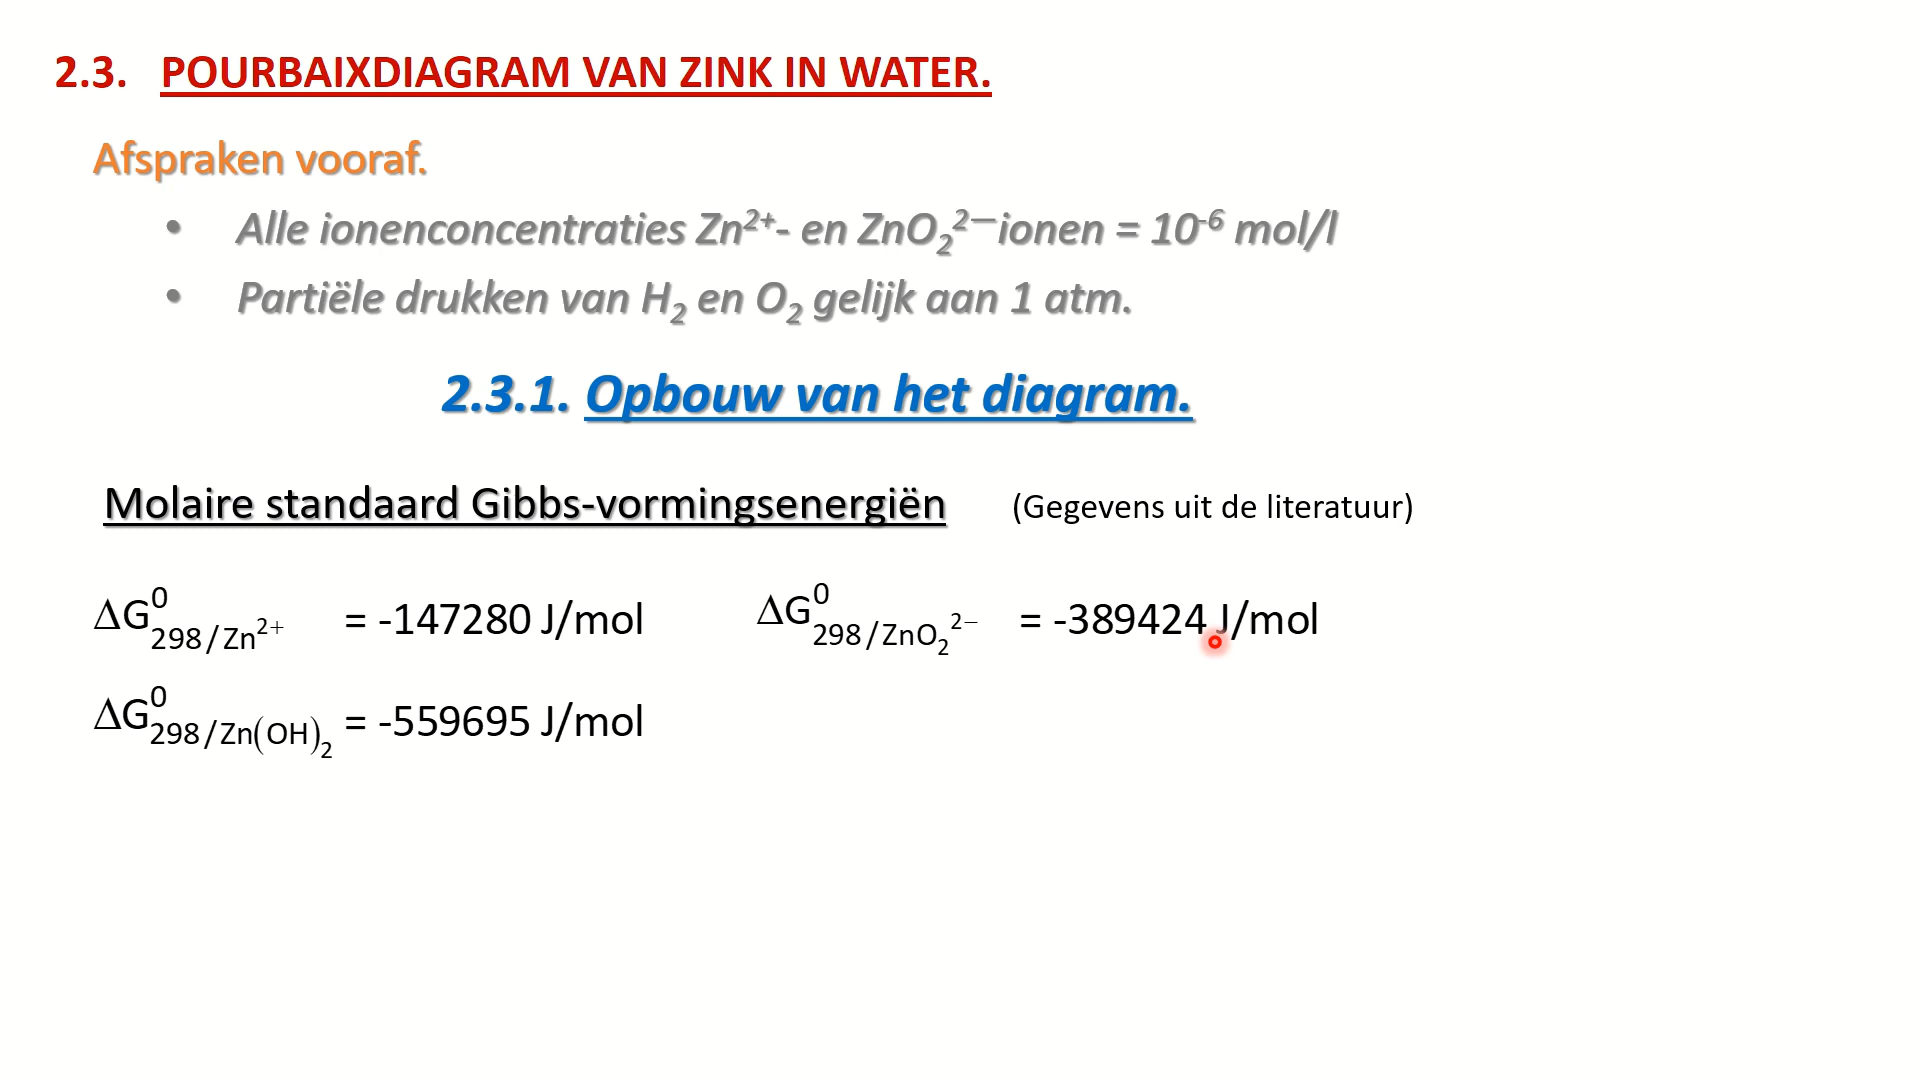 2.3. POURBAIXDIAGRAM VAN ZINK IN WATER.
Afspraken vooraf.
• Alle ionenconcentraties Zn²⁺- en ZnO₂²⁻ionen = 10⁻⁶ mol/l
• Partiële drukken van H₂ en O₂ gelijk aan 1 atm.
2.3.1. Opbouw van het diagram.
Molaire standaard Gibbs-vormingsenergiën (Gegevens uit de literatuur)
ΔG⁰₂₉₈/Zn²⁺ = -147280 J/mol ΔG⁰₂₉₈/ZnO₂²⁻ = -389424 J/mol
ΔG⁰₂₉₈/Zn(OH)₂ = -559695 J/mol